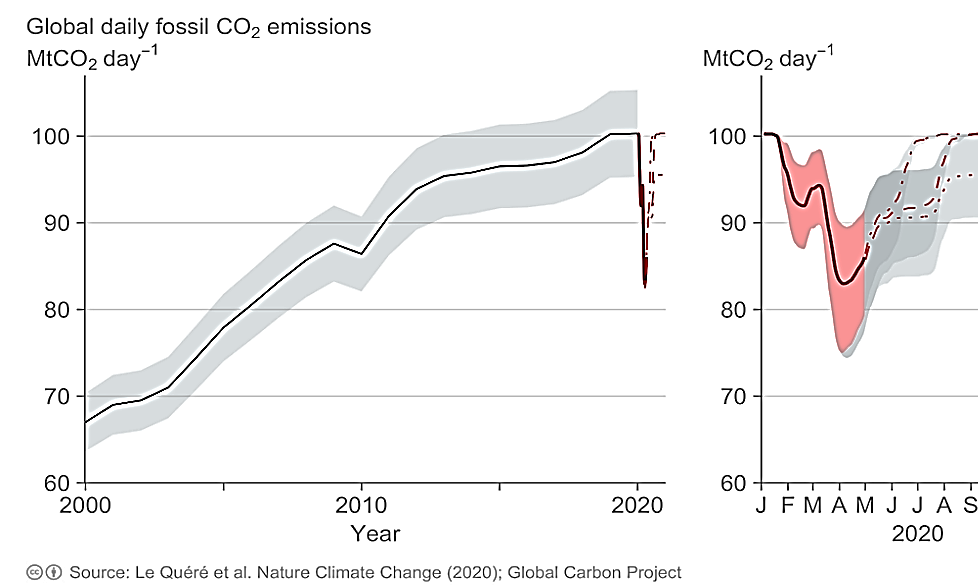 Global daily fossil CO₂ emissions
MtCO₂ day⁻¹
100
90
80
70
60
2000
2010
2020
Year
MtCO₂ day⁻¹
100
90
80
70
60
J F M A M J J A S
2020
Source: Le Quéré et al. Nature Climate Change (2020); Global Carbon Project